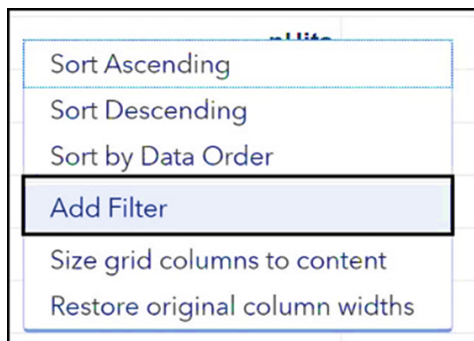 nHits
Sort Ascending
Sort Descending
Sort by Data Order
Add Filter
Size grid columns to content
Restore original column widths